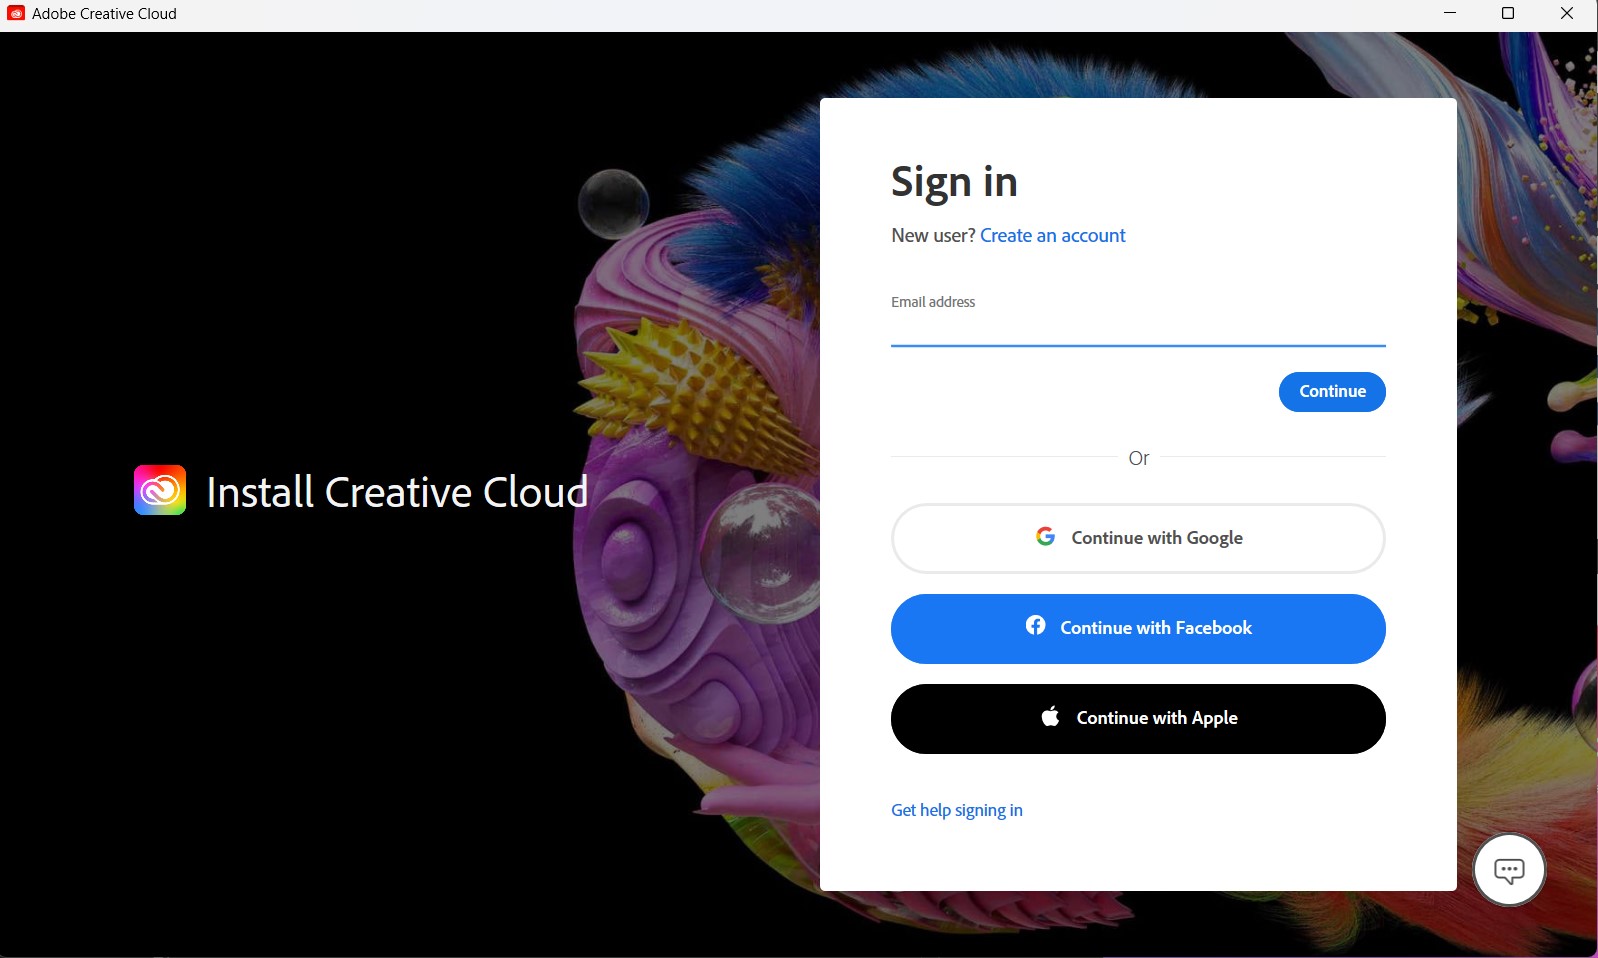 Adobe Creative Cloud
Sign in
New user? Create an account
Email address
Continue
Or
Install Creative Cloud
Continue with Google
Continue with Facebook
Continue with Apple
Get help signing in